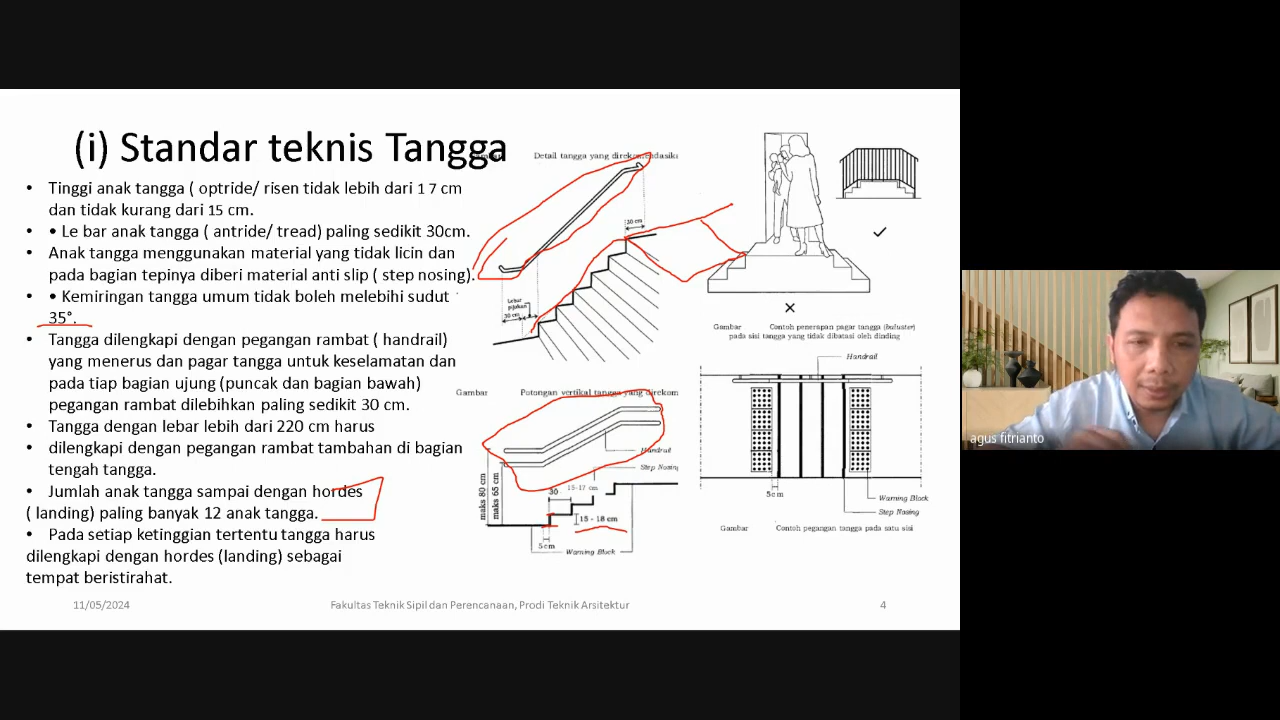 (i) Standar teknis Tangga
• Tinggi anak tangga ( optride/ risen tidak lebih dari 1 7 cm
dan tidak kurang dari 15 cm.
• • Le bar anak tangga ( antride/ tread) paling sedikit 30cm.
• Anak tangga menggunakan material yang tidak licin dan
pada bagian tepinya diberi material anti slip ( step nosing).
• • Kemiringan tangga umum tidak boleh melebihi sudut
35°.
• Tangga dilengkapi dengan pegangan rambat ( handrail)
yang menerus dan pagar tangga untuk keselamatan dan
pada tiap bagian ujung (puncak dan bagian bawah)
pegangan rambat dilebihkan paling sedikit 30 cm.
• Tangga dengan lebar lebih dari 220 cm harus
• dilengkapi dengan pegangan rambat tambahan di bagian
tengah tangga.
• Jumlah anak tangga sampai dengan hordes
( landing) paling banyak 12 anak tangga.
• Pada setiap ketinggian tertentu tangga harus
dilengkapi dengan hordes (landing) sebagai
tempat beristirahat.
Detail tangga yang direkomendasika
30 cm
Lebar
pijakan
30 cm
Gambar Potongan vertikal tangga yang direkom
Handrail
Step Nosing
maks 80 cm
maks 65 cm
30
15-17 cm
15 - 18 cm
5cm
Warning Block
Gambar Contoh penerapan pagar tangga (baluster)
pada sisi tangga yang tidak dibatasi oleh dinding
Handrail
5cm
Warning Block
Step Nosing
Gambar Contoh pegangan tangga pada satu sisi
11/05/2024
Fakultas Teknik Sipil dan Perencanaan, Prodi Teknik Arsitektur
4
agus fitrianto